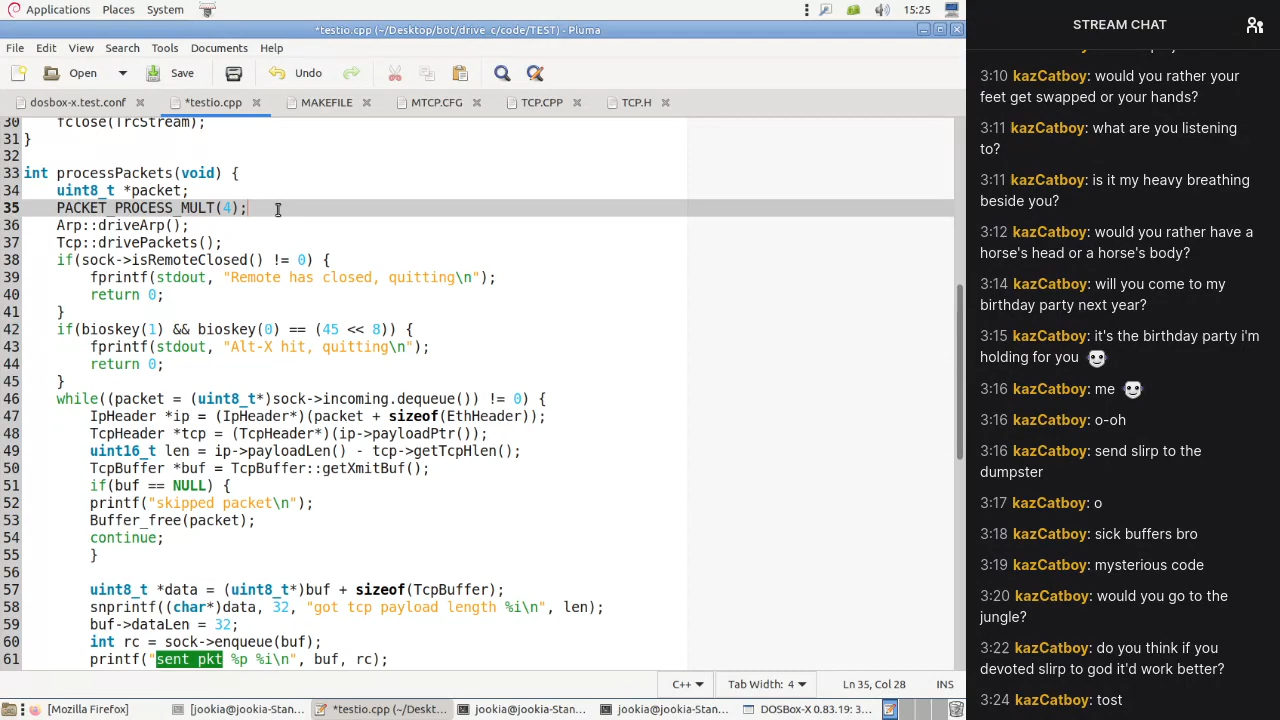 Applications Places System 15:25
*testio.cpp (~/Desktop/bot/drive_c/code/TEST) - Pluma
File Edit View Search Tools Documents Help
Open Save Undo
dosbox-x.test.conf *testio.cpp MAKEFILE MTCP.CFG TCP.CPP TCP.H
30 fclose(TrcStream);
31 }
32
33 int processPackets(void) {
34 uint8_t *packet;
35 PACKET_PROCESS_MULT(4);
36 Arp::driveArp();
37 Tcp::drivePackets();
38 if(sock->isRemoteClosed() != 0) {
39 fprintf(stdout, "Remote has closed, quitting\n");
40 return 0;
41 }
42 if(bioskey(1) && bioskey(0) == (45 << 8)) {
43 fprintf(stdout, "Alt-X hit, quitting\n");
44 return 0;
45 }
46 while((packet = (uint8_t*)sock->incoming.dequeue()) != 0) {
47 IpHeader *ip = (IpHeader*)(packet + sizeof(EthHeader));
48 TcpHeader *tcp = (TcpHeader*)(ip->payloadPtr());
49 uint16_t len = ip->payloadLen() - tcp->getTcpHlen();
50 TcpBuffer *buf = TcpBuffer::getXmitBuf();
51 if(buf == NULL) {
52 printf("skipped packet\n");
53 Buffer_free(packet);
54 continue;
55 }
56
57 uint8_t *data = (uint8_t*)buf + sizeof(TcpBuffer);
58 snprintf((char*)data, 32, "got tcp payload length %i\n", len);
59 buf->dataLen = 32;
60 int rc = sock->enqueue(buf);
61 printf("sent pkt %p %i\n", buf, rc);
C++ Tab Width: 4 Ln 35, Col 28 INS
[Mozilla Firefox] [jookia@jookia-Stan... *testio.cpp (~/Deskt... jookia@jookia-Stan... jookia@jookia-Stan... DOSBox-X 0.83.19: 3...
STREAM CHAT
3:10 kazCatboy: would you rather your
feet get swapped or your hands?
3:11 kazCatboy: what are you listening
to?
3:11 kazCatboy: is it my heavy breathing
beside you?
3:12 kazCatboy: would you rather have a
horse's head or a horse's body?
3:14 kazCatboy: will you come to my
birthday party next year?
3:15 kazCatboy: it's the birthday party i'm
holding for you
3:16 kazCatboy: me
3:16 kazCatboy: o-oh
3:16 kazCatboy: send slirp to the
dumpster
3:17 kazCatboy: o
3:18 kazCatboy: sick buffers bro
3:19 kazCatboy: mysterious code
3:20 kazCatboy: would you go to the
jungle?
3:22 kazCatboy: do you think if you
devoted slirp to god it'd work better?
3:24 kazCatboy: tost